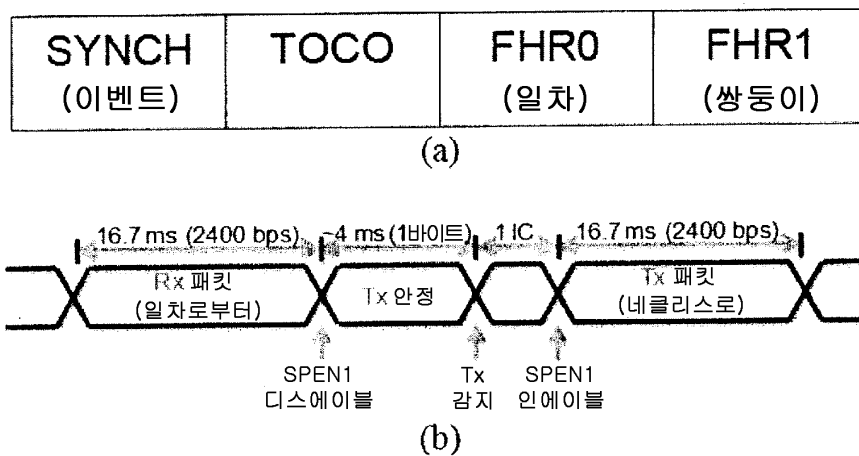 SYNCH TOCO FHR0 FHR1
(이벤트) (일차) (쌍둥이)
(a)
16.7 ms (2400 bps) ~4 ms (1바이트) 1 IC 16.7 ms (2400 bps)
Rx 패킷 Tx 안정 Tx 패킷
(일차로부터) (네클리스로)
SPEN1 Tx SPEN1
디스에이블 감지 인에이블
(b)